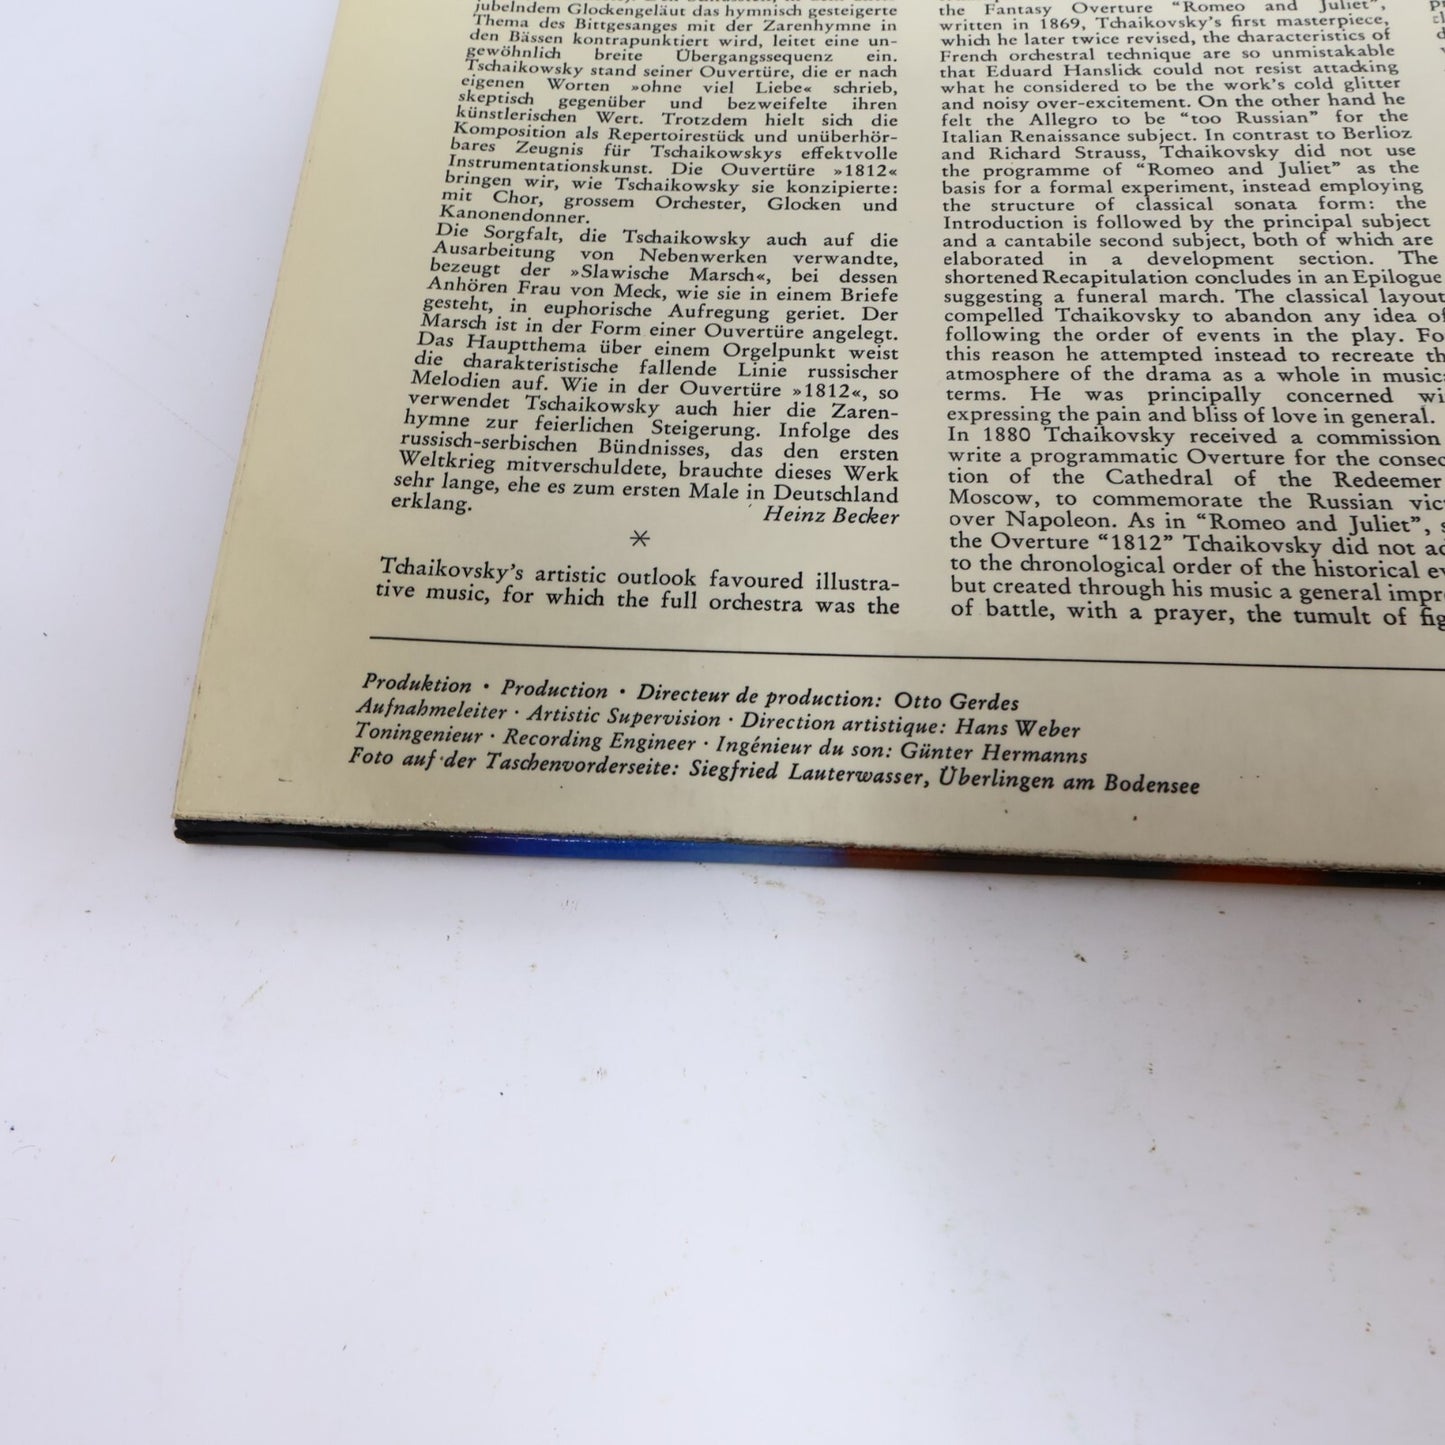 jubelndem Glockengeläut das hymnisch gesteigerte
Thema des Bittgesanges mit der Zarenhymne in
den Bässen kontrapunktiert wird, leitet eine un-
gewöhnlich breite Übergangssequenz ein.
Tschaikowsky stand seiner Ouvertüre, die er nach
eigenen Worten »ohne viel Liebe« schrieb,
skeptisch gegenüber und bezweifelte ihren
künstlerischen Wert. Trotzdem hielt sich die
Komposition als Repertoirestück und unüberhör-
bares Zeugnis für Tschaikowskys effektvolle
Instrumentationskunst. Die Ouvertüre »1812«
bringen wir, wie Tschaikowsky sie konzipierte:
mit Chor, grossem Orchester, Glocken und
Kanonendonner.
Die Sorgfalt, die Tschaikowsky auch auf die
Ausarbeitung von Nebenwerken verwandte,
bezeugt der »Slawische Marsch«, bei dessen
Anhören Frau von Meck, wie sie in einem Briefe
gesteht, in euphorische Aufregung geriet. Der
Marsch ist in der Form einer Ouvertüre angelegt.
Das Hauptthema über einem Orgelpunkt weist
die charakteristische fallende Linie russischer
Melodien auf. Wie in der Ouvertüre »1812«, so
verwendet Tschaikowsky auch hier die Zaren-
hymne zur feierlichen Steigerung. Infolge des
russisch-serbischen Bündnisses, das den ersten
Weltkrieg mitverschuldete, brauchte dieses Werk
sehr lange, ehe es zum ersten Male in Deutschland
erklang. Heinz Becker
Tchaikovsky's artistic outlook favoured illustra-
tive music, for which the full orchestra was the
the Fantasy Overture "Romeo and Juliet",
written in 1869, Tchaikovsky's first masterpiece,
which he later twice revised, the characteristics of
French orchestral technique are so unmistakable
that Eduard Hanslick could not resist attacking
what he considered to be the work's cold glitter
and noisy over-excitement. On the other hand he
felt the Allegro to be "too Russian" for the
Italian Renaissance subject. In contrast to Berlioz
and Richard Strauss, Tchaikovsky did not use
the programme of "Romeo and Juliet" as the
basis for a formal experiment, instead employing
the structure of classical sonata form: the
Introduction is followed by the principal subject
and a cantabile second subject, both of which are
elaborated in a development section. The
shortened Recapitulation concludes in an Epilogue
suggesting a funeral march. The classical layout
compelled Tchaikovsky to abandon any idea of
following the order of events in the play. Fo
this reason he attempted instead to recreate th
atmosphere of the drama as a whole in music
terms. He was principally concerned wi
expressing the pain and bliss of love in general.
In 1880 Tchaikovsky received a commission
write a programmatic Overture for the consec
tion of the Cathedral of the Redeemer
Moscow, to commemorate the Russian vic
over Napoleon. As in "Romeo and Juliet", s
the Overture "1812" Tchaikovsky did not ad
to the chronological order of the historical ev
but created through his music a general impr
of battle, with a prayer, the tumult of fig
Produktion · Production · Directeur de production: Otto Gerdes
Aufnahmeleiter · Artistic Supervision · Direction artistique: Hans Weber
Toningenieur · Recording Engineer · Ingénieur du son: Günter Hermanns
Foto auf der Taschenvorderseite: Siegfried Lauterwasser, Überlingen am Bodensee